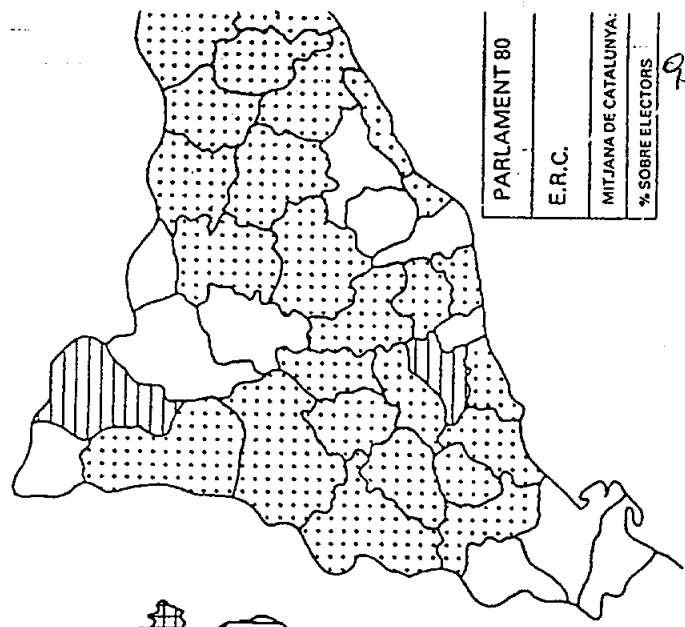 PARLAMENT 80
E.R.C.
MITJANA DE CATALUNYA:
% SOBRE ELECTORS